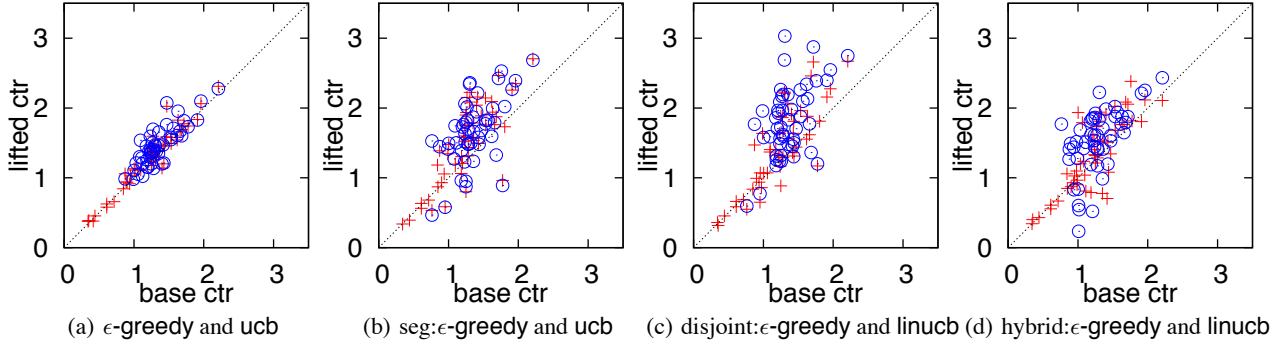 3
2
1
0
lifted ctr
0 1 2 3
base ctr
(a) ϵ-greedy and ucb
3
2
1
0
lifted ctr
0 1 2 3
base ctr
(b) seg:ϵ-greedy and ucb
3
2
1
0
lifted ctr
0 1 2 3
base ctr
(c) disjoint:ϵ-greedy and linucb
3
2
1
0
lifted ctr
0 1 2 3
base ctr
(d) hybrid:ϵ-greedy and linucb